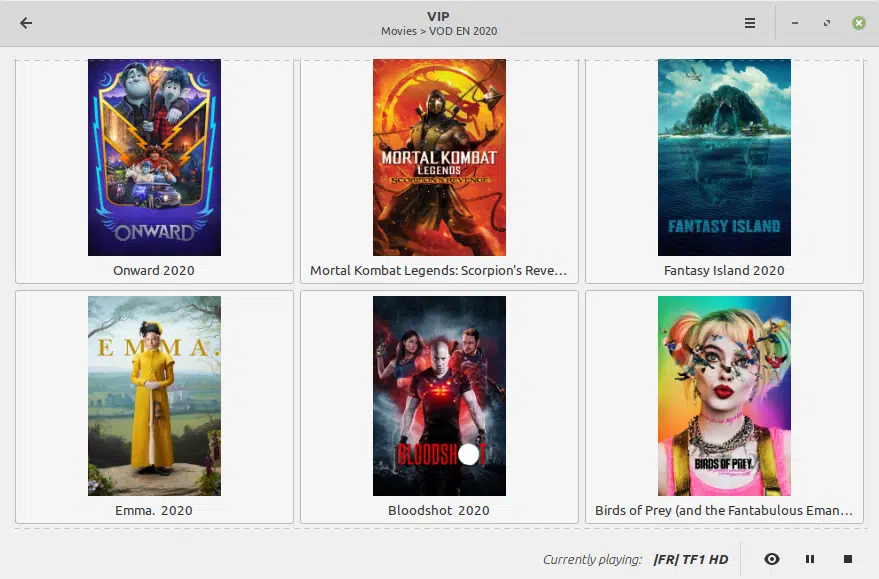 VIP
Movies > VOD EN 2020
ONWARD
MORTAL KOMBAT
LEGENDS
SCORPION'S REVENGE
FANTASY ISLAND
Onward 2020
Mortal Kombat Legends: Scorpion's Reve…
Fantasy Island 2020
EMMA.
BLOODSH T
BIRDS OF PREY
Emma.  2020
Bloodshot  2020
Birds of Prey (and the Fantabulous Eman…
Currently playing: |FR| TF1 HD